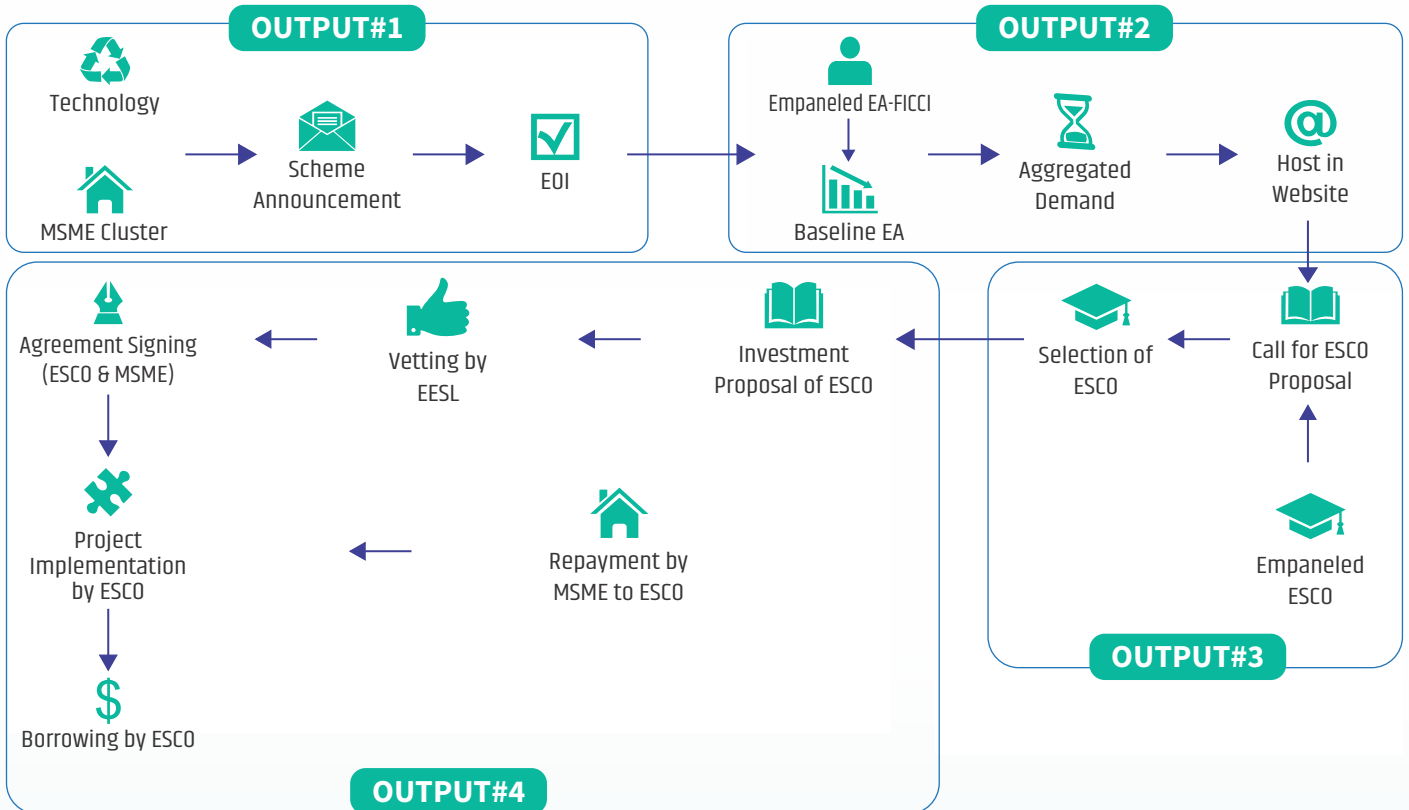 OUTPUT#1
Technology
MSME Cluster
Scheme
Announcement
EOI
OUTPUT#2
Empaneled EA-FICCI
Baseline EA
Aggregated
Demand
@
Host in
Website
Call for ESCO
Proposal
Empaneled
ESCO
Selection of
ESCO
OUTPUT#3
Investment
Proposal of ESCO
Vetting by
EESL
Agreement Signing
(ESCO & MSME)
Project
Implementation
by ESCO
Repayment by
MSME to ESCO
$
Borrowing by ESCO
OUTPUT#4